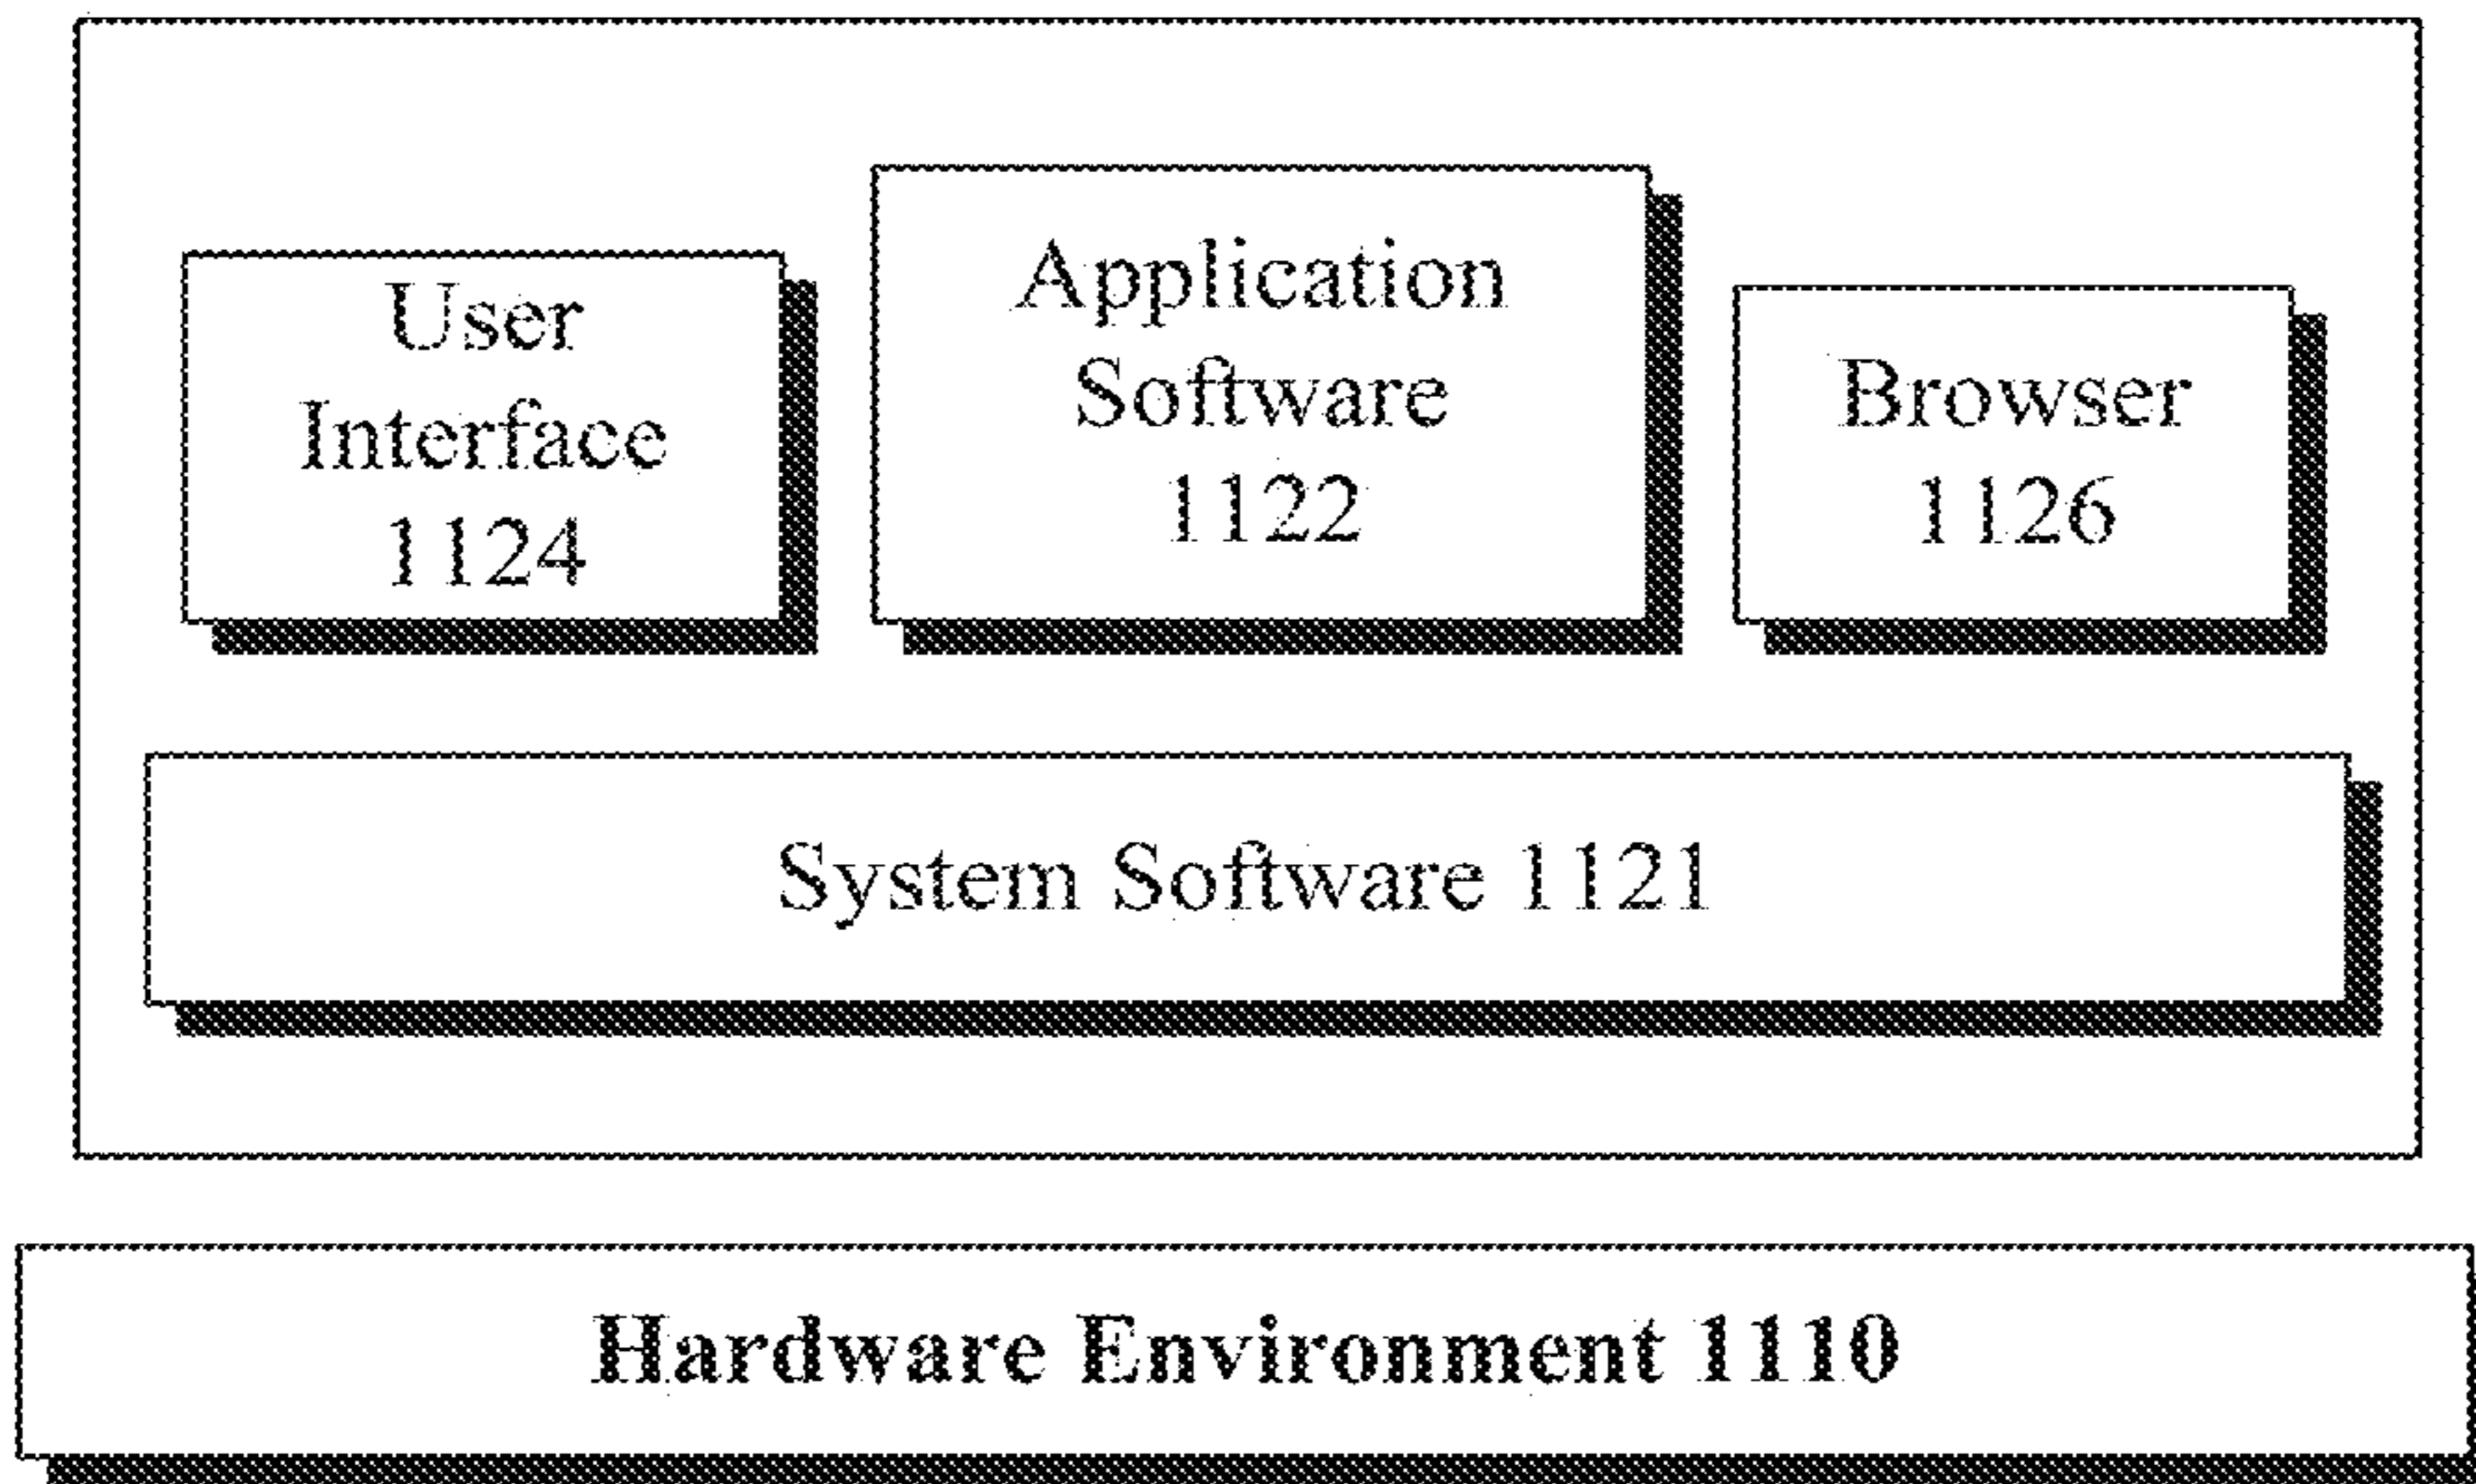 User
Interface
1124
Application
Software
1122
Browser
1126
System Software 1121
Hardware Environment 1110